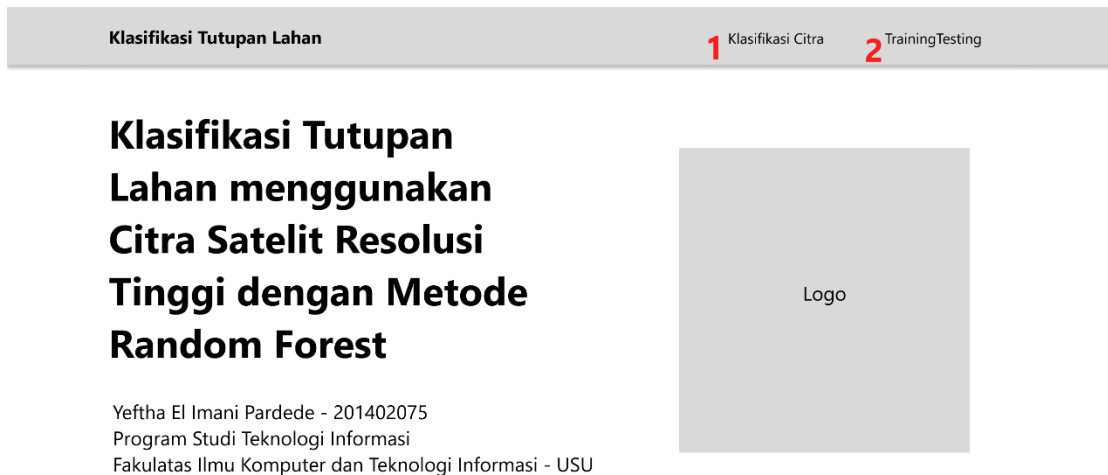 Klasifikasi Tutupan Lahan
1 Klasifikasi Citra
2 TrainingTesting
Klasifikasi Tutupan
Lahan menggunakan
Citra Satelit Resolusi
Tinggi dengan Metode
Random Forest
Logo
Yeftha El Imani Pardede - 201402075
Program Studi Teknologi Informasi
Fakulatas Ilmu Komputer dan Teknologi Informasi - USU